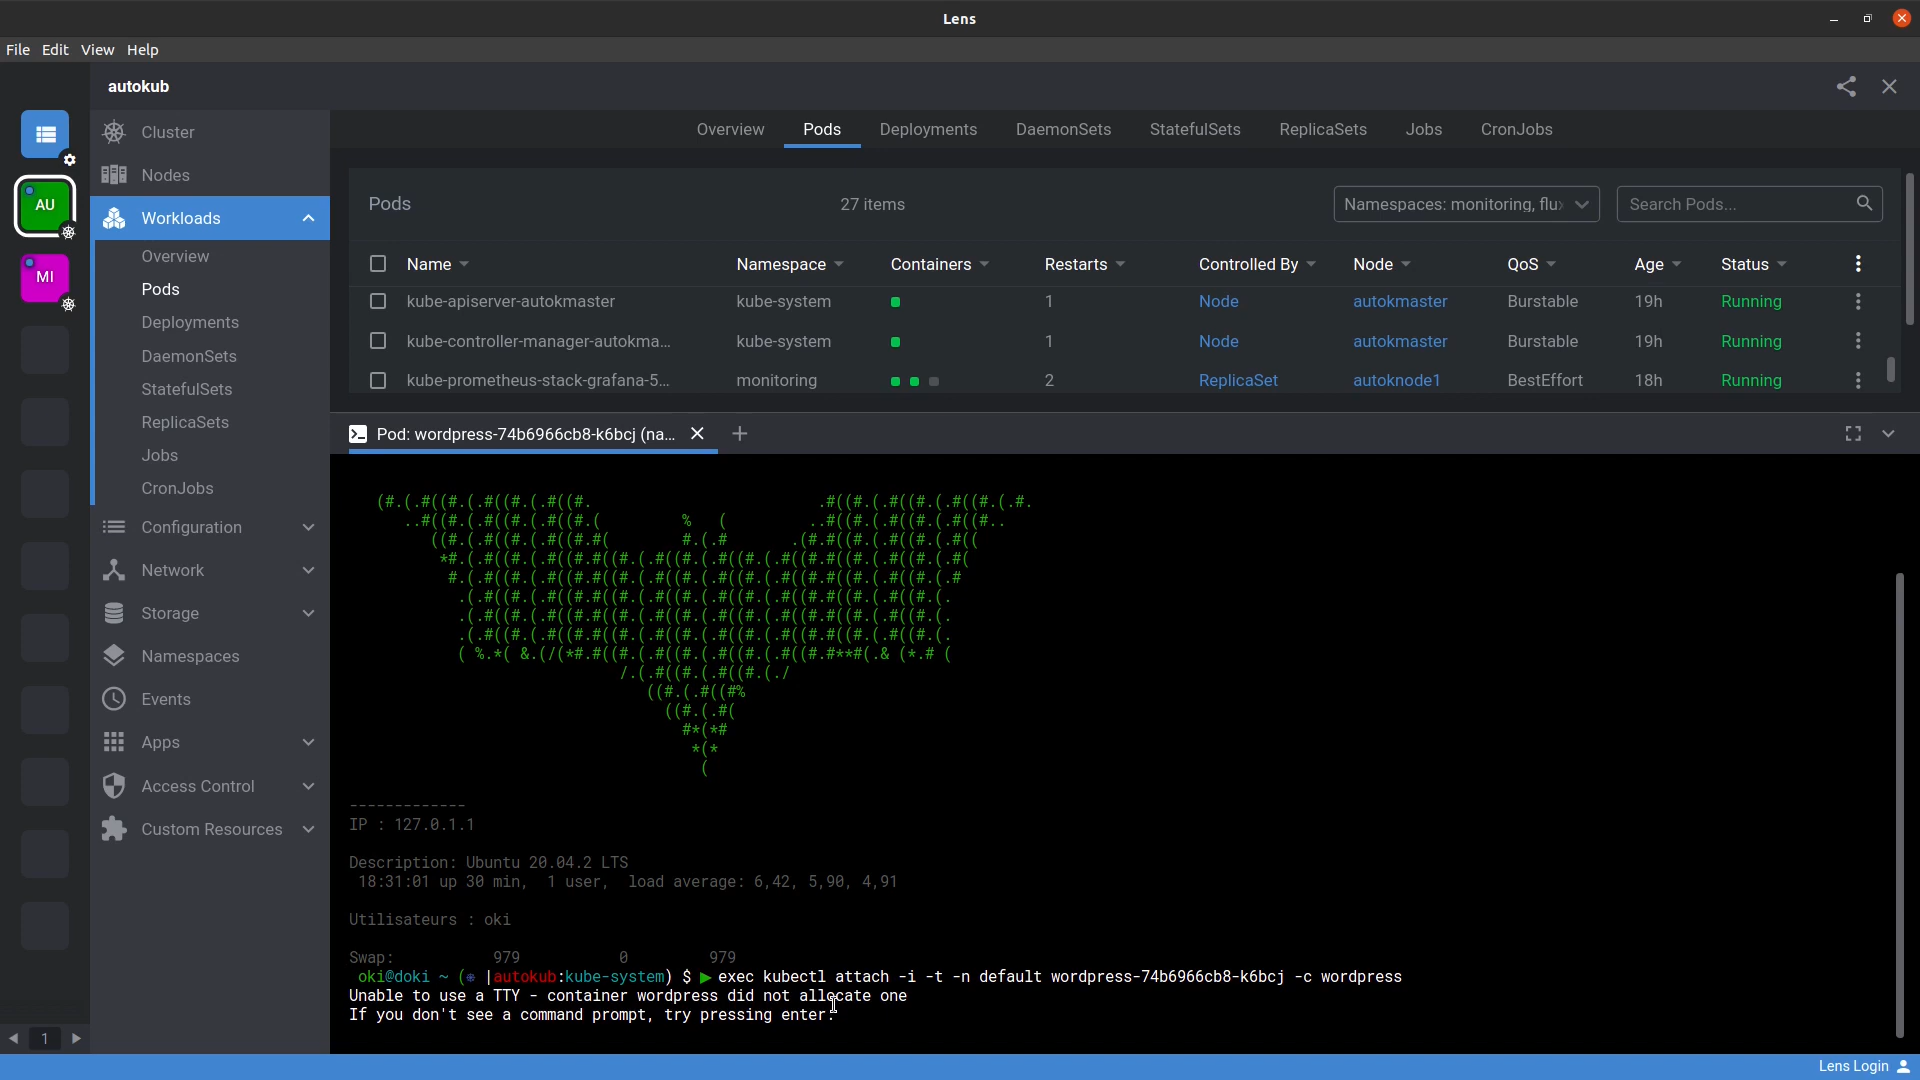 Lens
File Edit View Help
autokub
AU
MI
Cluster
Nodes
Workloads
Overview
Pods
Deployments
DaemonSets
StatefulSets
ReplicaSets
Jobs
CronJobs
Configuration
Network
Storage
Namespaces
Events
Apps
Access Control
Custom Resources
1
Overview Pods Deployments DaemonSets StatefulSets ReplicaSets Jobs CronJobs
Pods 27 items Namespaces: monitoring, flux Search Pods...
Name Namespace Containers Restarts Controlled By Node QoS Age Status
kube-apiserver-autokmaster kube-system 1 Node autokmaster Burstable 19h Running
kube-controller-manager-autokma... kube-system 1 Node autokmaster Burstable 19h Running
kube-prometheus-stack-grafana-5... monitoring 2 ReplicaSet autoknode1 BestEffort 18h Running
Pod: wordpress-74b6966cb8-k6bcj (na...
-------------
IP : 127.0.1.1
Description: Ubuntu 20.04.2 LTS
18:31:01 up 30 min, 1 user, load average: 6,42, 5,90, 4,91
Utilisateurs : oki
Swap: 979 0 979
oki@doki ~ (⎈ |autokub:kube-system) $ ▶ exec kubectl attach -i -t -n default wordpress-74b6966cb8-k6bcj -c wordpress
Unable to use a TTY - container wordpress did not allocate one
If you don't see a command prompt, try pressing enter.
Lens Login